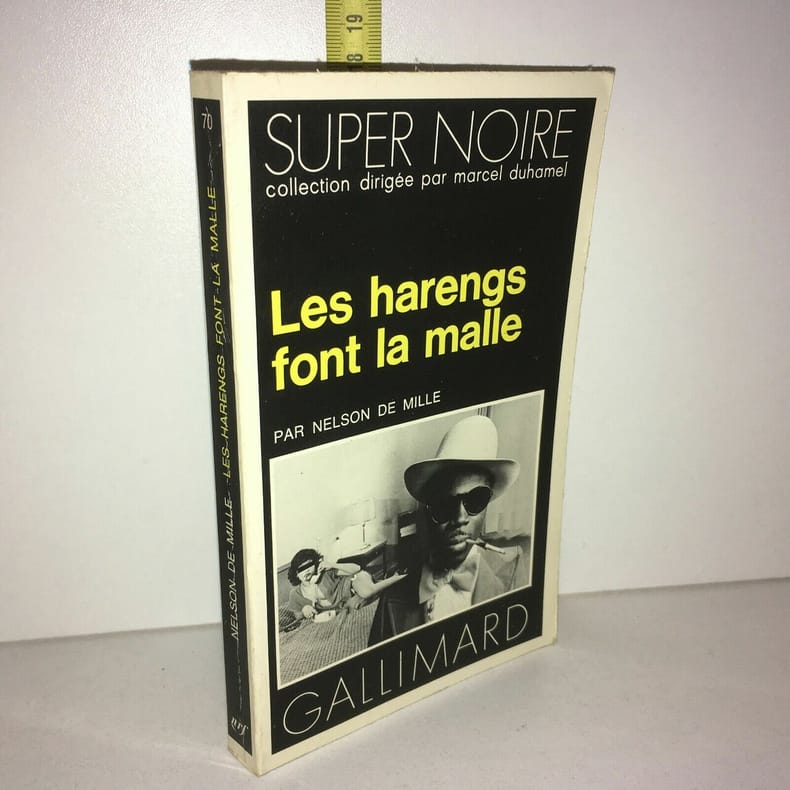 18 19
SUPER NOIRE
collection dirigée par marcel duhamel
Les harengs
font la malle
PAR NELSON DE MILLE
GALLIMARD
70
NELSON DE MILLE - LES HARENGS FONT LA MALLE
nrf